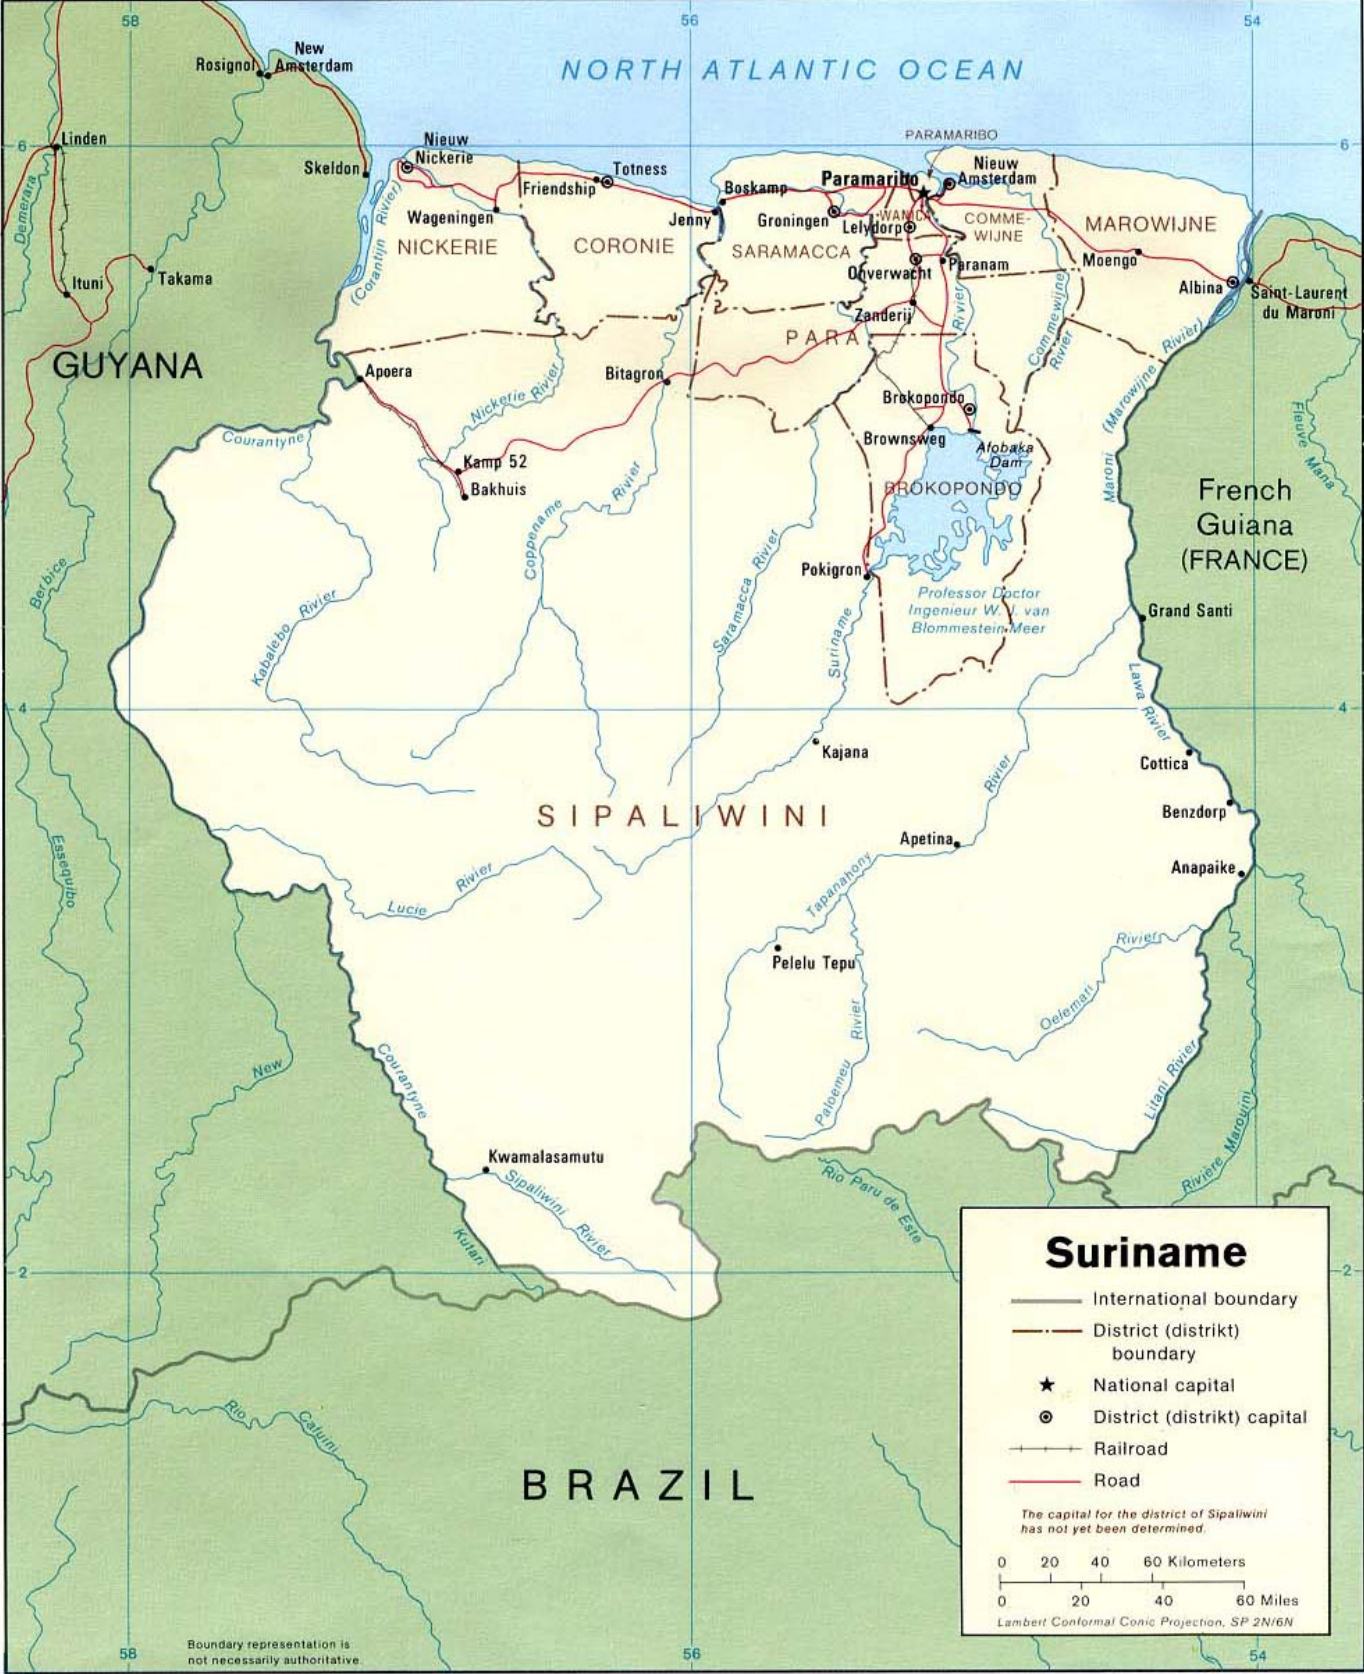 58
56
54
NORTH ATLANTIC OCEAN
New
Amsterdam
Rosignol
Linden
6
6
PARAMARIBO
Skeldon
Nieuw
Nickerie
Totness
Friendship
Boskamp
Paramaribo
Nieuw
Amsterdam
Demerara
(Corantijn Rivier)
Wageningen
Jenny
Groningen
WANICA
Lelydorp
COMME-
WIJNE
MAROWIJNE
NICKERIE
CORONIE
SARAMACCA
Onverwacht
Paranam
Moengo
Takama
Ituni
Albina
Saint-Laurent
du Maroni
Zanderij
Rivier
Commewijne
Rivier
PARA
GUYANA
Apoera
Bitagron
Nickerie Rivier
(Marowijne Rivier)
Maroni
Brokopondo
Fleuve Mana
Courantyne
Brownsweg
Afobaka
Dam
Kamp 52
Bakhuis
BROKOPONDO
French
Guiana
(FRANCE)
Coppename
Rivier
Berbice
Pokigron
Professor Doctor
Ingenieur W. J. van
Blommestein Meer
Grand Santi
Kabalebo Rivier
Saramacca Rivier
Suriname
Lawa Rivier
4
4
Kajana
Cottica
Rivier
SIPALIWINI
Benzdorp
Apetina
Anapaike
Essequibo
Lucie Rivier
Tapanahony
Pelelu Tepu
Rivier
Oelemari
Paloemeu Rivier
New
Courantyne
Litani Rivier
Rivière Marouini
Kwamalasamutu
Sipaliwini Rivier
Rio Paru de Este
Kutari
2
2
Suriname
International boundary
District (distrikt)
boundary
National capital
District (distrikt) capital
Railroad
Road
The capital for the district of Sipaliwini
has not yet been determined.
0 20 40 60 Kilometers
0 20 40 60 Miles
Lambert Conformal Conic Projection, SP 2N/6N
Rio Cafuini
BRAZIL
Boundary representation is
not necessarily authoritative.
58
56
54